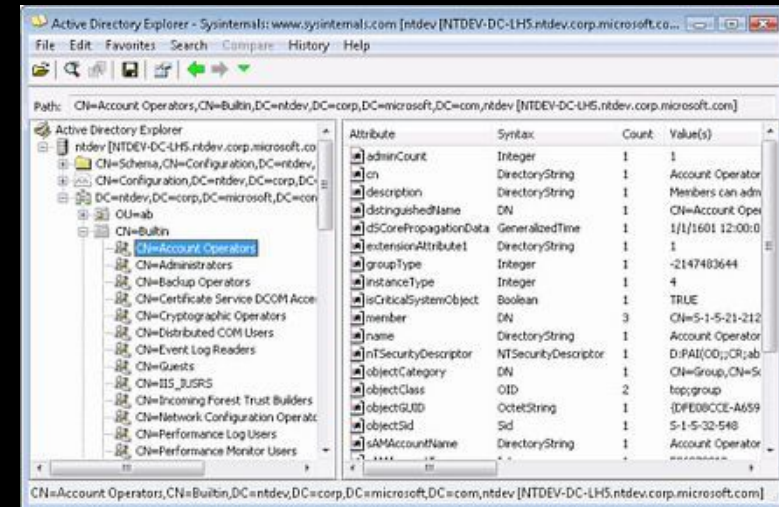 Active Directory Explorer - Sysinternals: www.sysinternals.com [ntdev [NTDEV-DC-LH5.ntdev.corp.microsoft.co...
File Edit Favorites Search Compare History Help
Path: CN=Account Operators,CN=Builtin,DC=ntdev,DC=corp,DC=microsoft,DC=com,ntdev [NTDEV-DC-LH5.ntdev.corp.microsoft.com]
Active Directory Explorer
ntdev [NTDEV-DC-LH5.ntdev.corp.microsoft.co
CN=Schema,CN=Configuration,DC=ntdev,
CN=Configuration,DC=ntdev,DC=corp,DC=
DC=ntdev,DC=corp,DC=microsoft,DC=com
OU=ab
CN=Builtin
CN=Account Operators
CN=Administrators
CN=Backup Operators
CN=Certificate Service DCOM Acce
CN=Cryptographic Operators
CN=Distributed COM Users
CN=Event Log Readers
CN=Guests
CN=IIS_IUSRS
CN=Incoming Forest Trust Builders
CN=Network Configuration Operato
CN=Performance Log Users
CN=Performance Monitor Users
Attribute Syntax Count Value(s)
adminCount Integer 1 1
cn DirectoryString 1 Account Operator
description DirectoryString 1 Members can adm
distinguishedName DN 1 CN=Account Oper
dSCorePropagationData GeneralizedTime 1 1/1/1601 12:00:0
extensionAttribute1 DirectoryString 1 1
groupType Integer 1 -2147483644
instanceType Integer 1 4
isCriticalSystemObject Boolean 1 TRUE
member DN 3 CN=S-1-5-21-212
name DirectoryString 1 Account Operator
nTSecurityDescriptor NTSecurityDescriptor 1 D:PAI(OD;;CR;ab
objectCategory DN 1 CN=Group,CN=Sc
objectClass OID 2 top;group
objectGUID OctetString 1 {DFE08CCE-A659
objectSid Sid 1 S-1-5-32-548
sAMAccountName DirectoryString 1 Account Operator
CN=Account Operators,CN=Builtin,DC=ntdev,DC=corp,DC=microsoft,DC=com,ntdev [NTDEV-DC-LH5.ntdev.corp.microsoft.com]